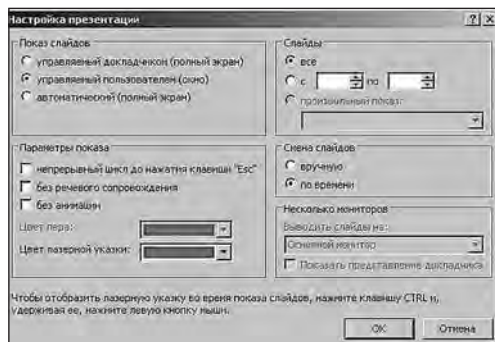 Настройка презентации
Показ слайдов
управляемый докладчиком (полный экран)
управляемый пользователем (окно)
автоматический (полный экран)
Слайды
все
с по
произвольный показ:
Параметры показа
непрерывный цикл до нажатия клавиши "Esc"
без речевого сопровождения
без анимации
Цвет пера:
Цвет лазерной указки:
Смена слайдов
вручную
по времени
Несколько мониторов
Выводить слайды на:
Основной монитор
Показать представление докладчика
Чтобы отобразить лазерную указку во время показа слайдов, нажмите клавишу CTRL и,
удерживая ее, нажмите левую кнопку мыши.
ОК Отмена